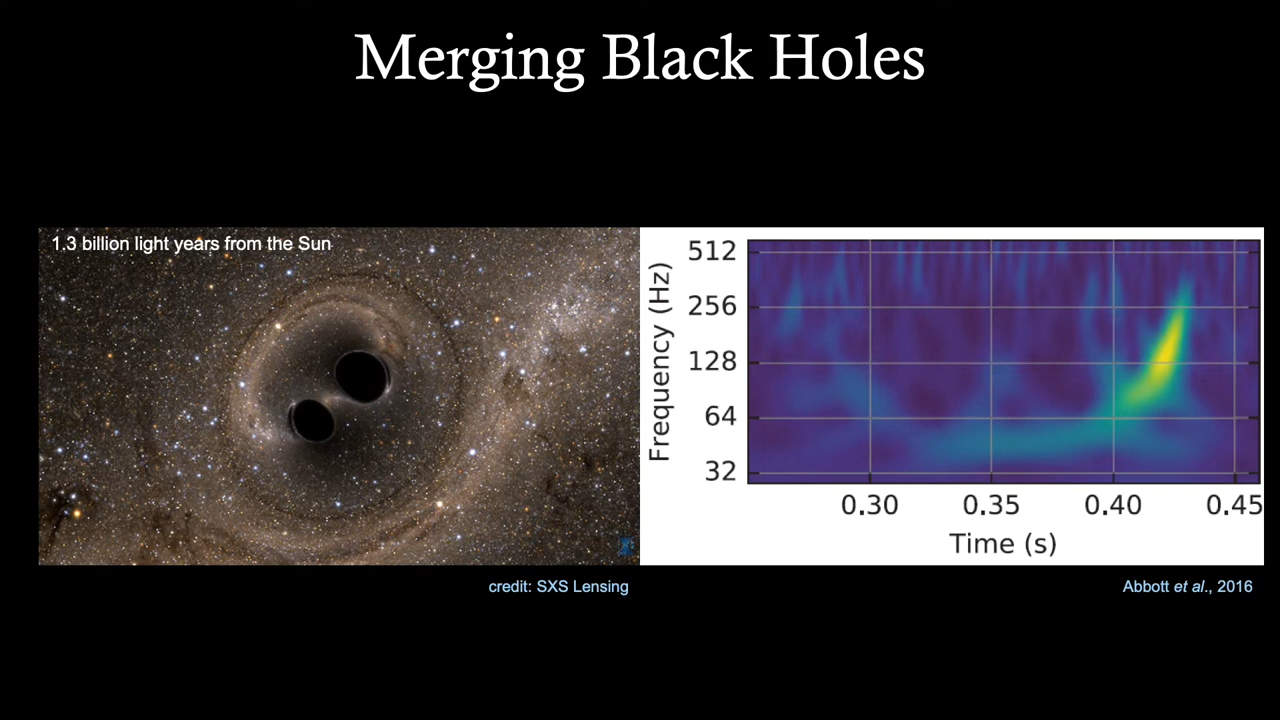 Merging Black Holes
1.3 billion light years from the Sun
Frequency (Hz)
512
256
128
64
32
0.30 0.35 0.40 0.45
Time (s)
credit: SXS Lensing
Abbott et al., 2016